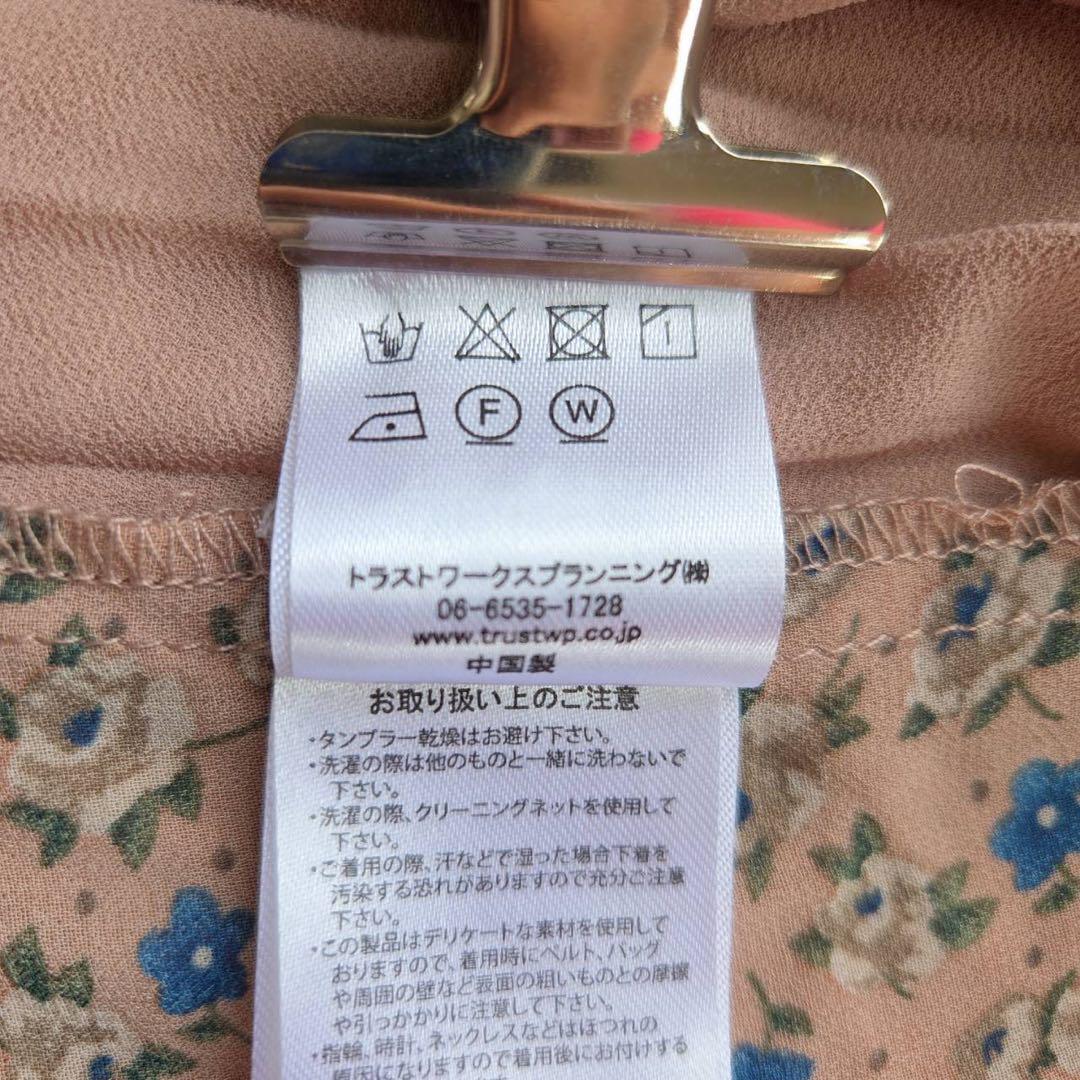 F W
トラストワークスプランニング㈱
06-6535-1728
www.trustwp.co.jp
中国製
お取り扱い上のご注意
・タンブラー乾燥はお避け下さい。
・洗濯の際は他のものと一緒に洗わないで
下さい。
・洗濯の際、クリーニングネットを使用して
下さい。
・ご着用の際、汗などで湿った場合下着を
汚染する恐れがありますので充分ご注意
下さい。
・この製品はデリケートな素材を使用して
おりますので、着用時にベルト、バッグ
や周囲の壁など表面の粗いものとの摩擦
や引っかかりに注意して下さい。
・指輪、時計、ネックレスなどはほつれの
原因になりますので着用後にお付けする